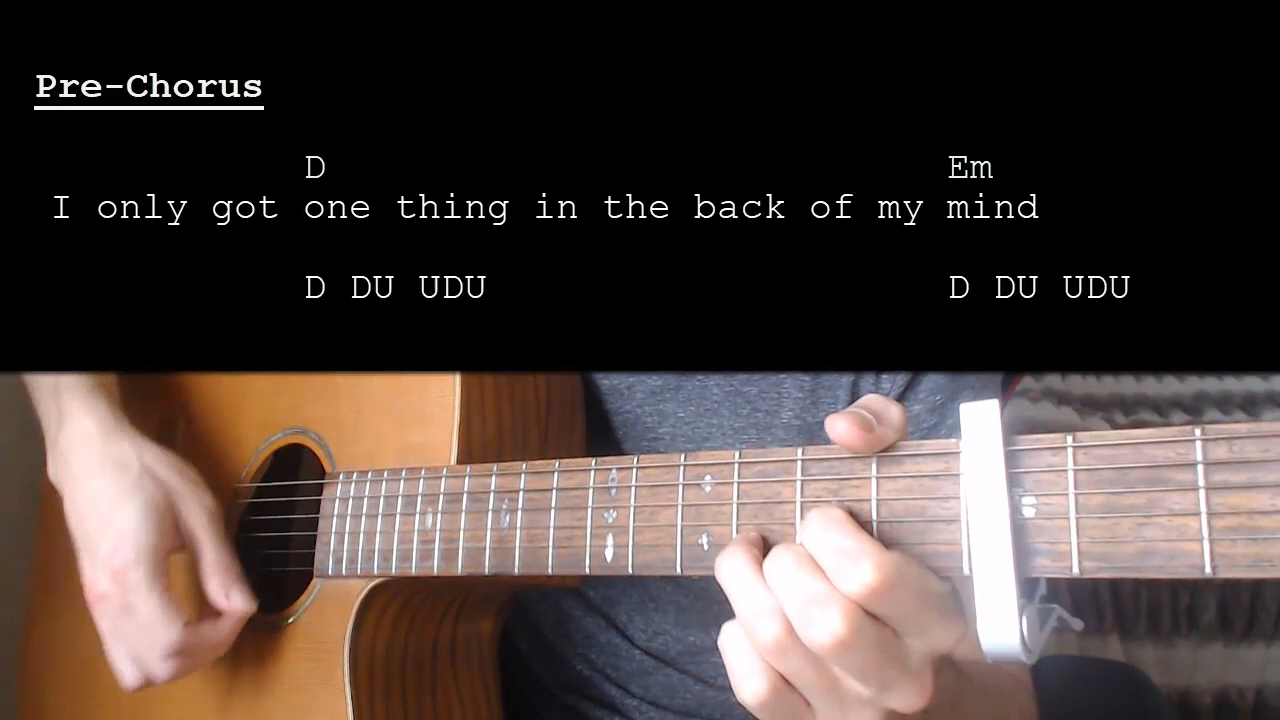 Pre-Chorus
D Em
I only got one thing in the back of my mind
D DU UDU D DU UDU